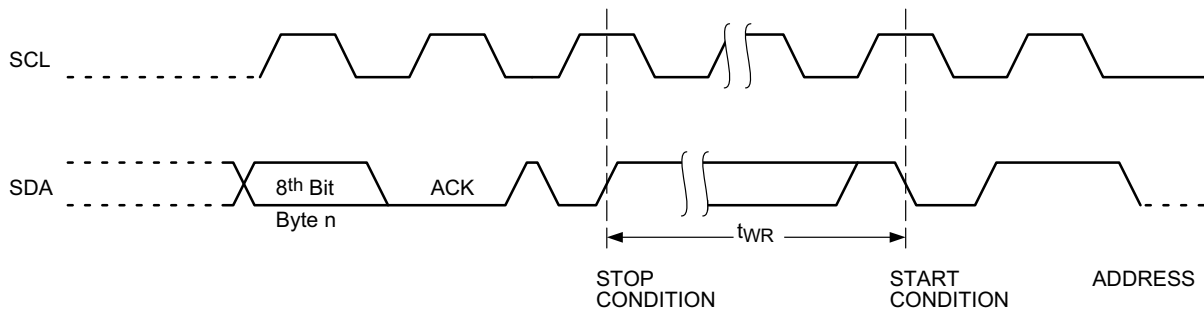 SCL
SDA
8th Bit
ACK
Byte n
tWR
STOP
CONDITION
START
CONDITION
ADDRESS